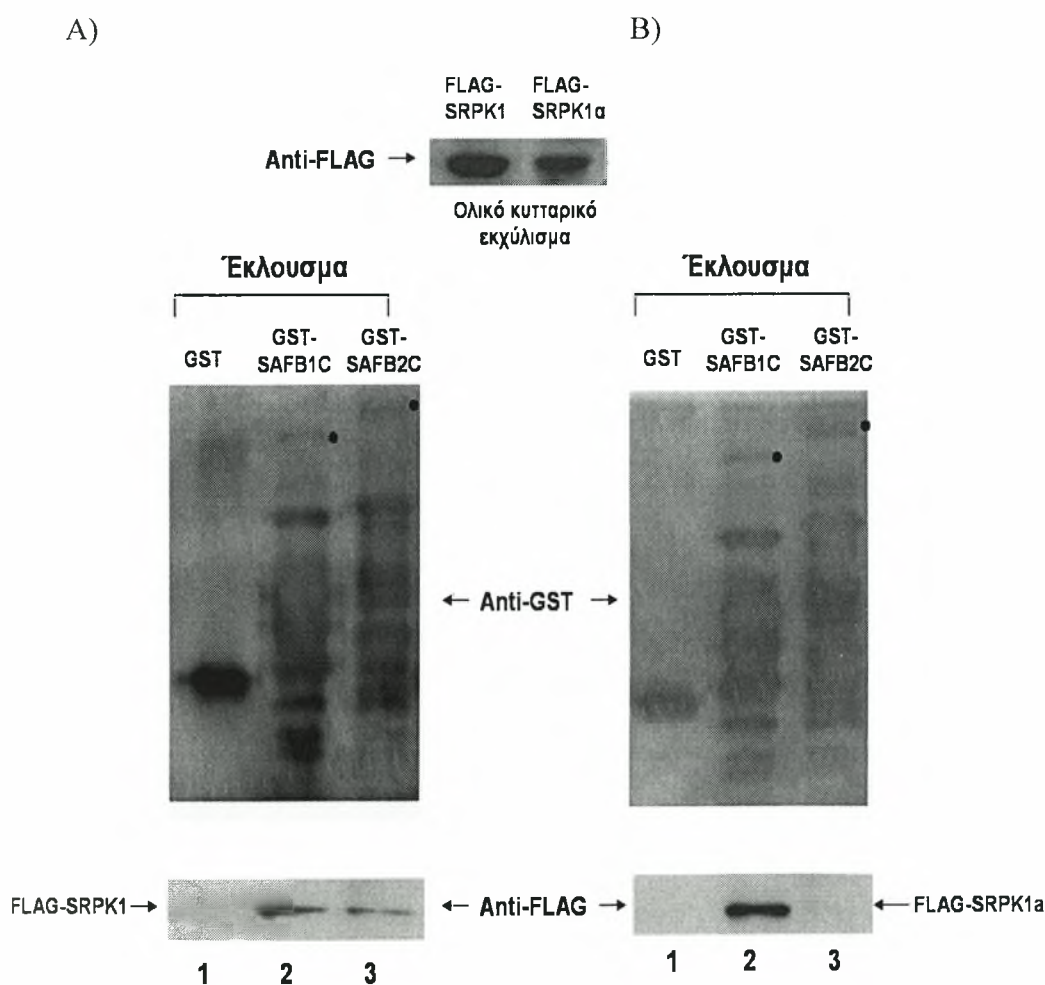 A)
B)
FLAG-
SRPK1
FLAG-
SRPK1α
Anti-FLAG →
Ολικό κυτταρικό
εκχύλισμα
Έκλουσμα
GST
GST-
SAFB1C
GST-
SAFB2C
Έκλουσμα
GST
GST-
SAFB1C
GST-
SAFB2C
← Anti-GST →
FLAG-SRPK1→
← Anti-FLAG →
←FLAG-SRPK1a
1 2 3
1 2 3